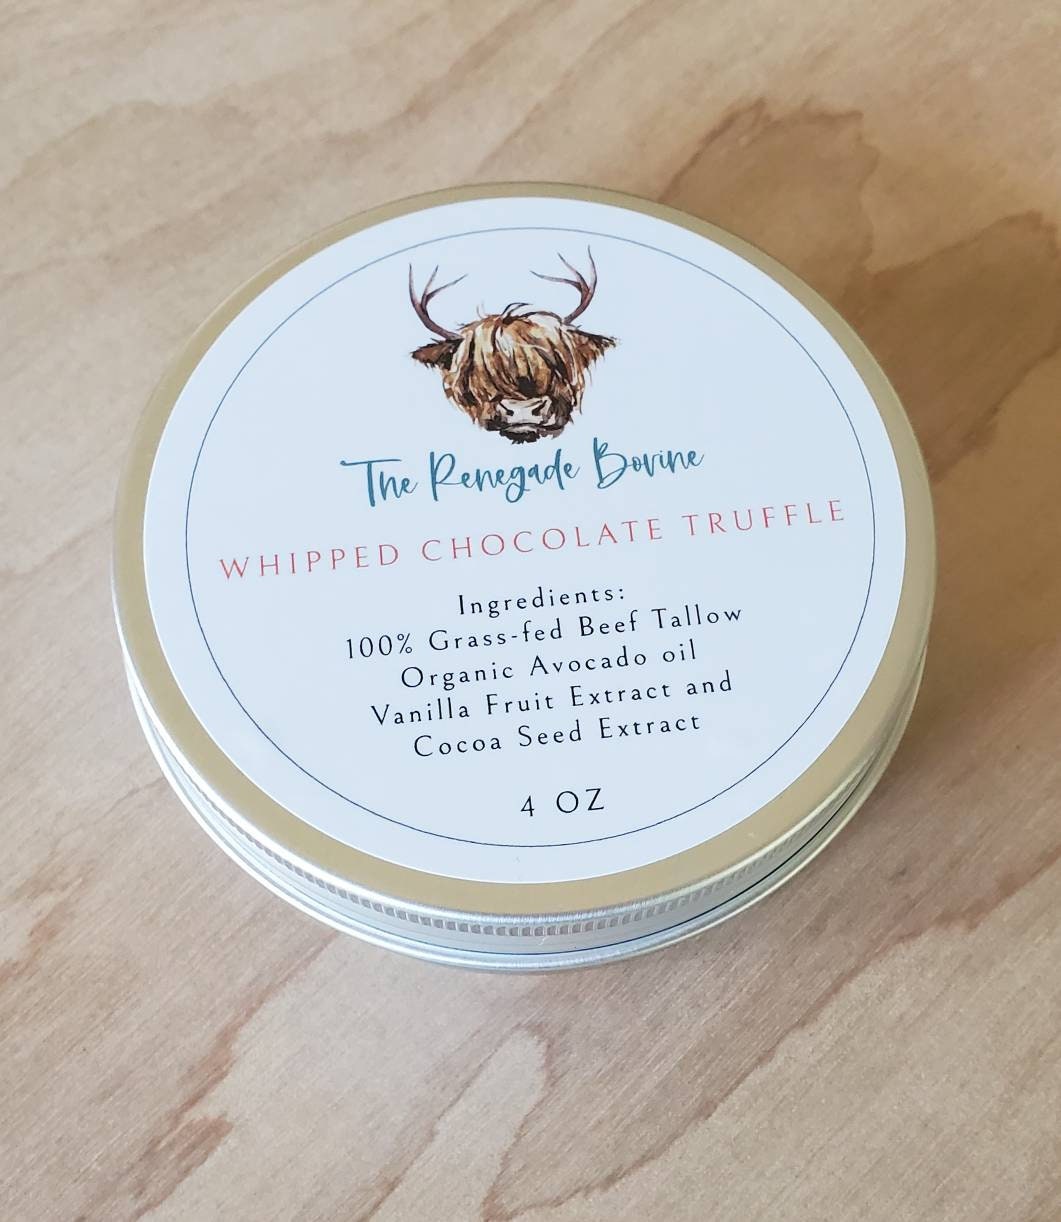 The Renegade Bovine
WHIPPED CHOCOLATE TRUFFLE
Ingredients:
100% Grass-fed Beef Tallow
Organic Avocado oil
Vanilla Fruit Extract and
Cocoa Seed Extract
4 OZ